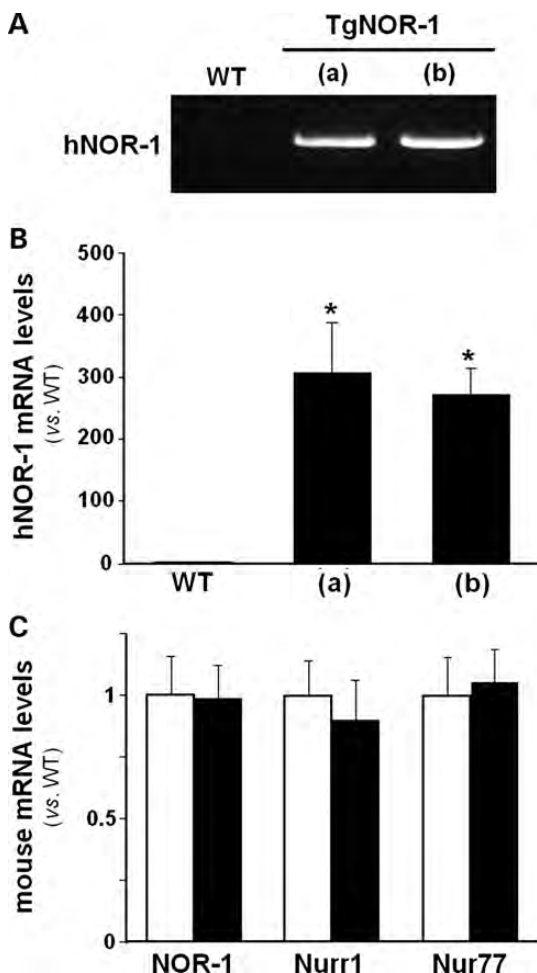 A
TgNOR-1
WT (a) (b)
hNOR-1
B
hNOR-1 mRNA levels
(vs. WT)
500
400
300
200
100
0
* *
WT (a) (b)
C
mouse mRNA levels
(vs. WT)
1
0.5
0
NOR-1 Nurr1 Nur77